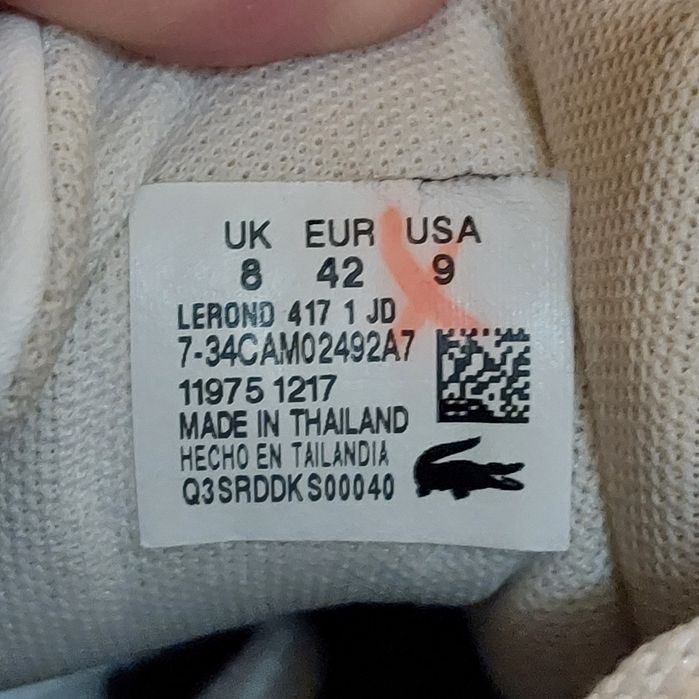 UK EUR USA
8 42 9
LEROND 417 1 JD
7-34CAM02492A7
11975 1217
MADE IN THAILAND
HECHO EN TAILANDIA
Q3SRDDKS00040